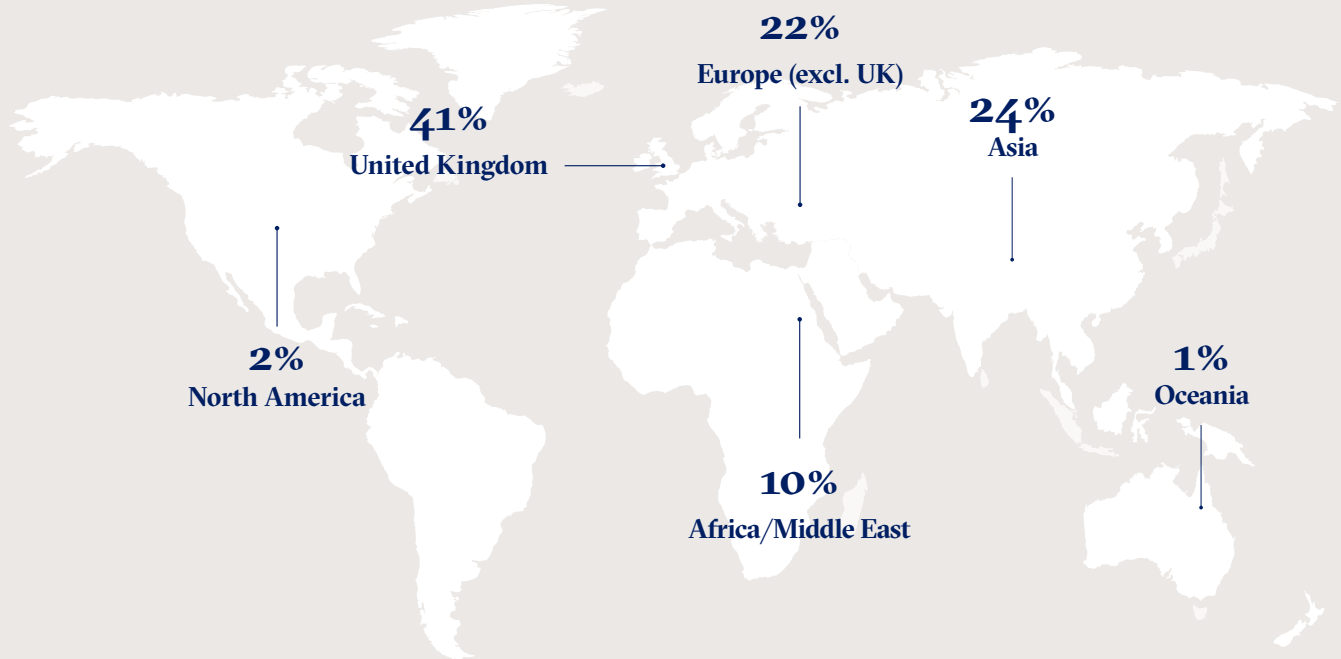 22%
Europe (excl. UK)
41%
United Kingdom
24%
Asia
2%
North America
1%
Oceania
10%
Africa/Middle East